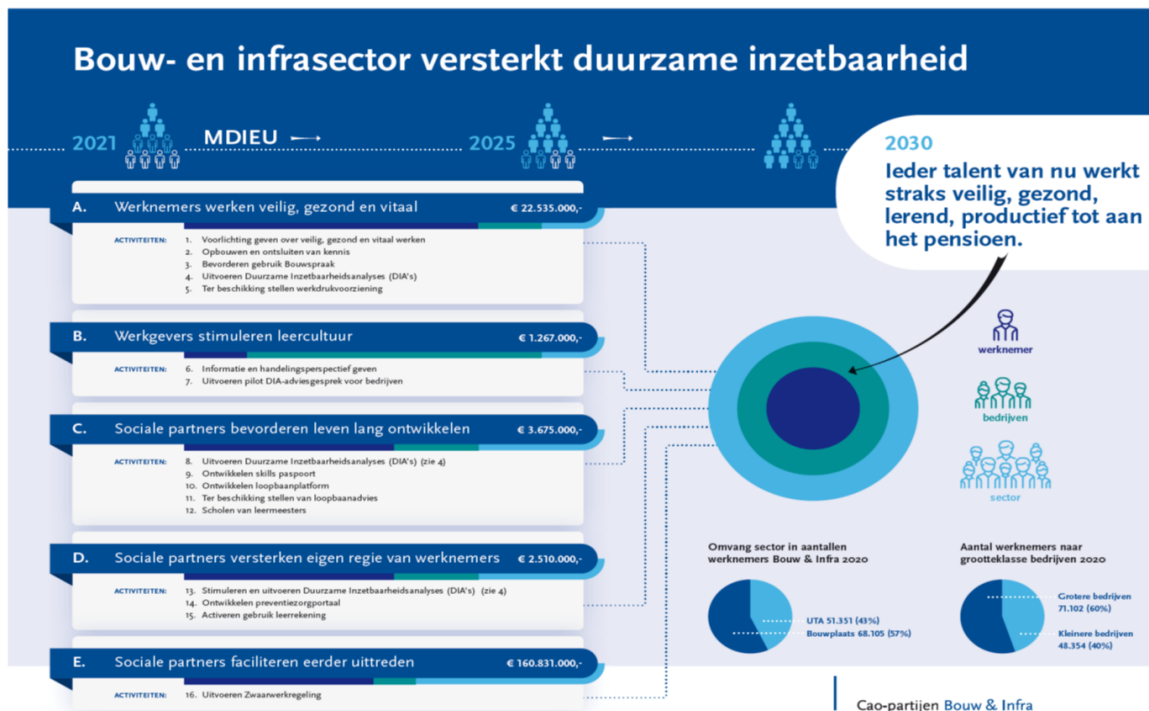 Bouw- en infrasector versterkt duurzame inzetbaarheid
2021
MDIEU
2025
2030
Ieder talent van nu werkt
straks veilig, gezond,
lerend, productief tot aan
het pensioen.
A. Werknemers werken veilig, gezond en vitaal € 22.535.000,-
ACTIVITEITEN: 1. Voorlichting geven over veilig, gezond en vitaal werken
2. Opbouwen en ontsluiten van kennis
3. Bevorderen gebruik Bouwspraak
4. Uitvoeren Duurzame Inzetbaarheidsanalyses (DIA's)
5. Ter beschikking stellen werkdrukvoorziening
B. Werkgevers stimuleren leercultuur € 1.267.000,-
ACTIVITEITEN: 6. Informatie en handelingsperspectief geven
7. Uitvoeren pilot DIA-adviesgesprek voor bedrijven
C. Sociale partners bevorderen leven lang ontwikkelen € 3.675.000,-
ACTIVITEITEN: 8. Uitvoeren Duurzame Inzetbaarheidsanalyses (DIA's) (zie 4)
9. Ontwikkelen skills paspoort
10. Ontwikkelen loopbaanplatform
11. Ter beschikking stellen van loopbaanadvies
12. Scholen van leermeesters
D. Sociale partners versterken eigen regie van werknemers € 2.510.000,-
ACTIVITEITEN: 13. Stimuleren en uitvoeren Duurzame Inzetbaarheidsanalyses (DIA's) (zie 4)
14. Ontwikkelen preventiezorgportaal
15. Activeren gebruik leerrekening
E. Sociale partners faciliteren eerder uittreden € 160.831.000,-
ACTIVITEITEN: 16. Uitvoeren Zwaarwerkregeling
werknemer
bedrijven
sector
Omvang sector in aantallen
werknemers Bouw & Infra 2020
UTA 51.351 (43%)
Bouwplaats 68.105 (57%)
Aantal werknemers naar
grootteklasse bedrijven 2020
Grotere bedrijven
71.102 (60%)
Kleinere bedrijven
48.354 (40%)
Cao-partijen Bouw & Infra